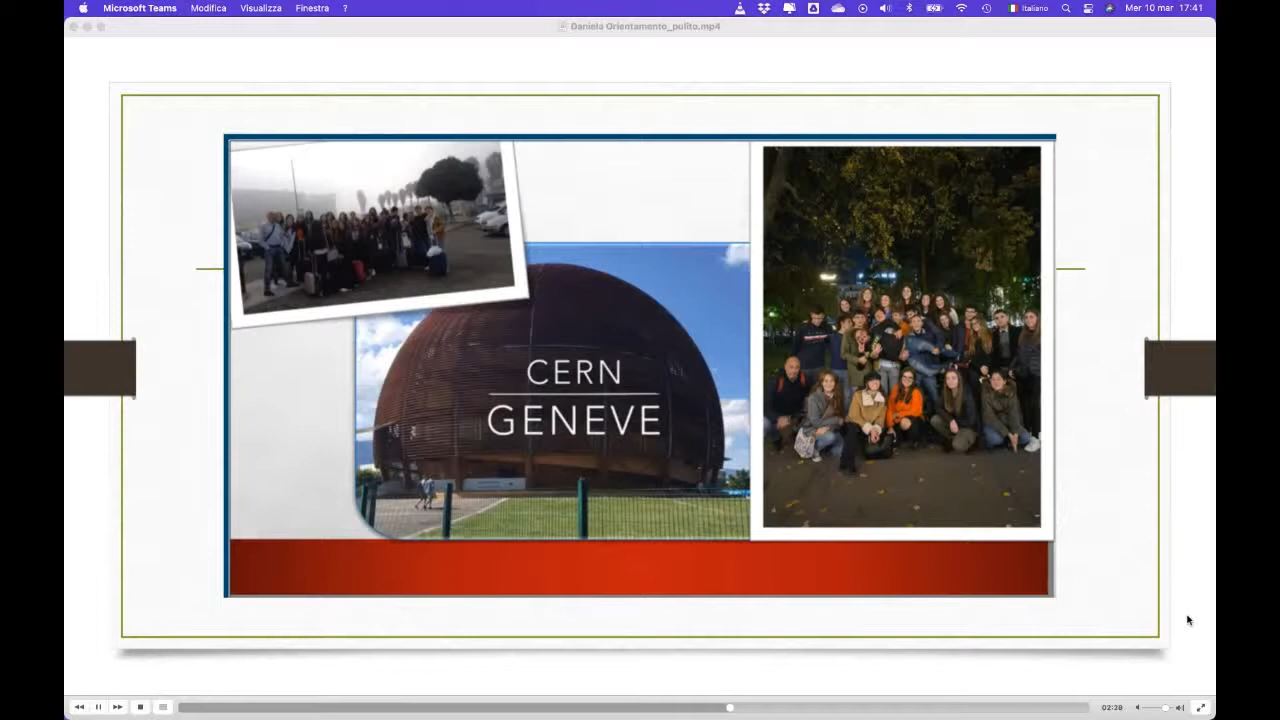 Microsoft Teams Modifica Visualizza Finestra ? Italiano Mer 10 mar 17:41
Daniela Orientamento_pulito.mp4
CERN
GENEVE
02:38